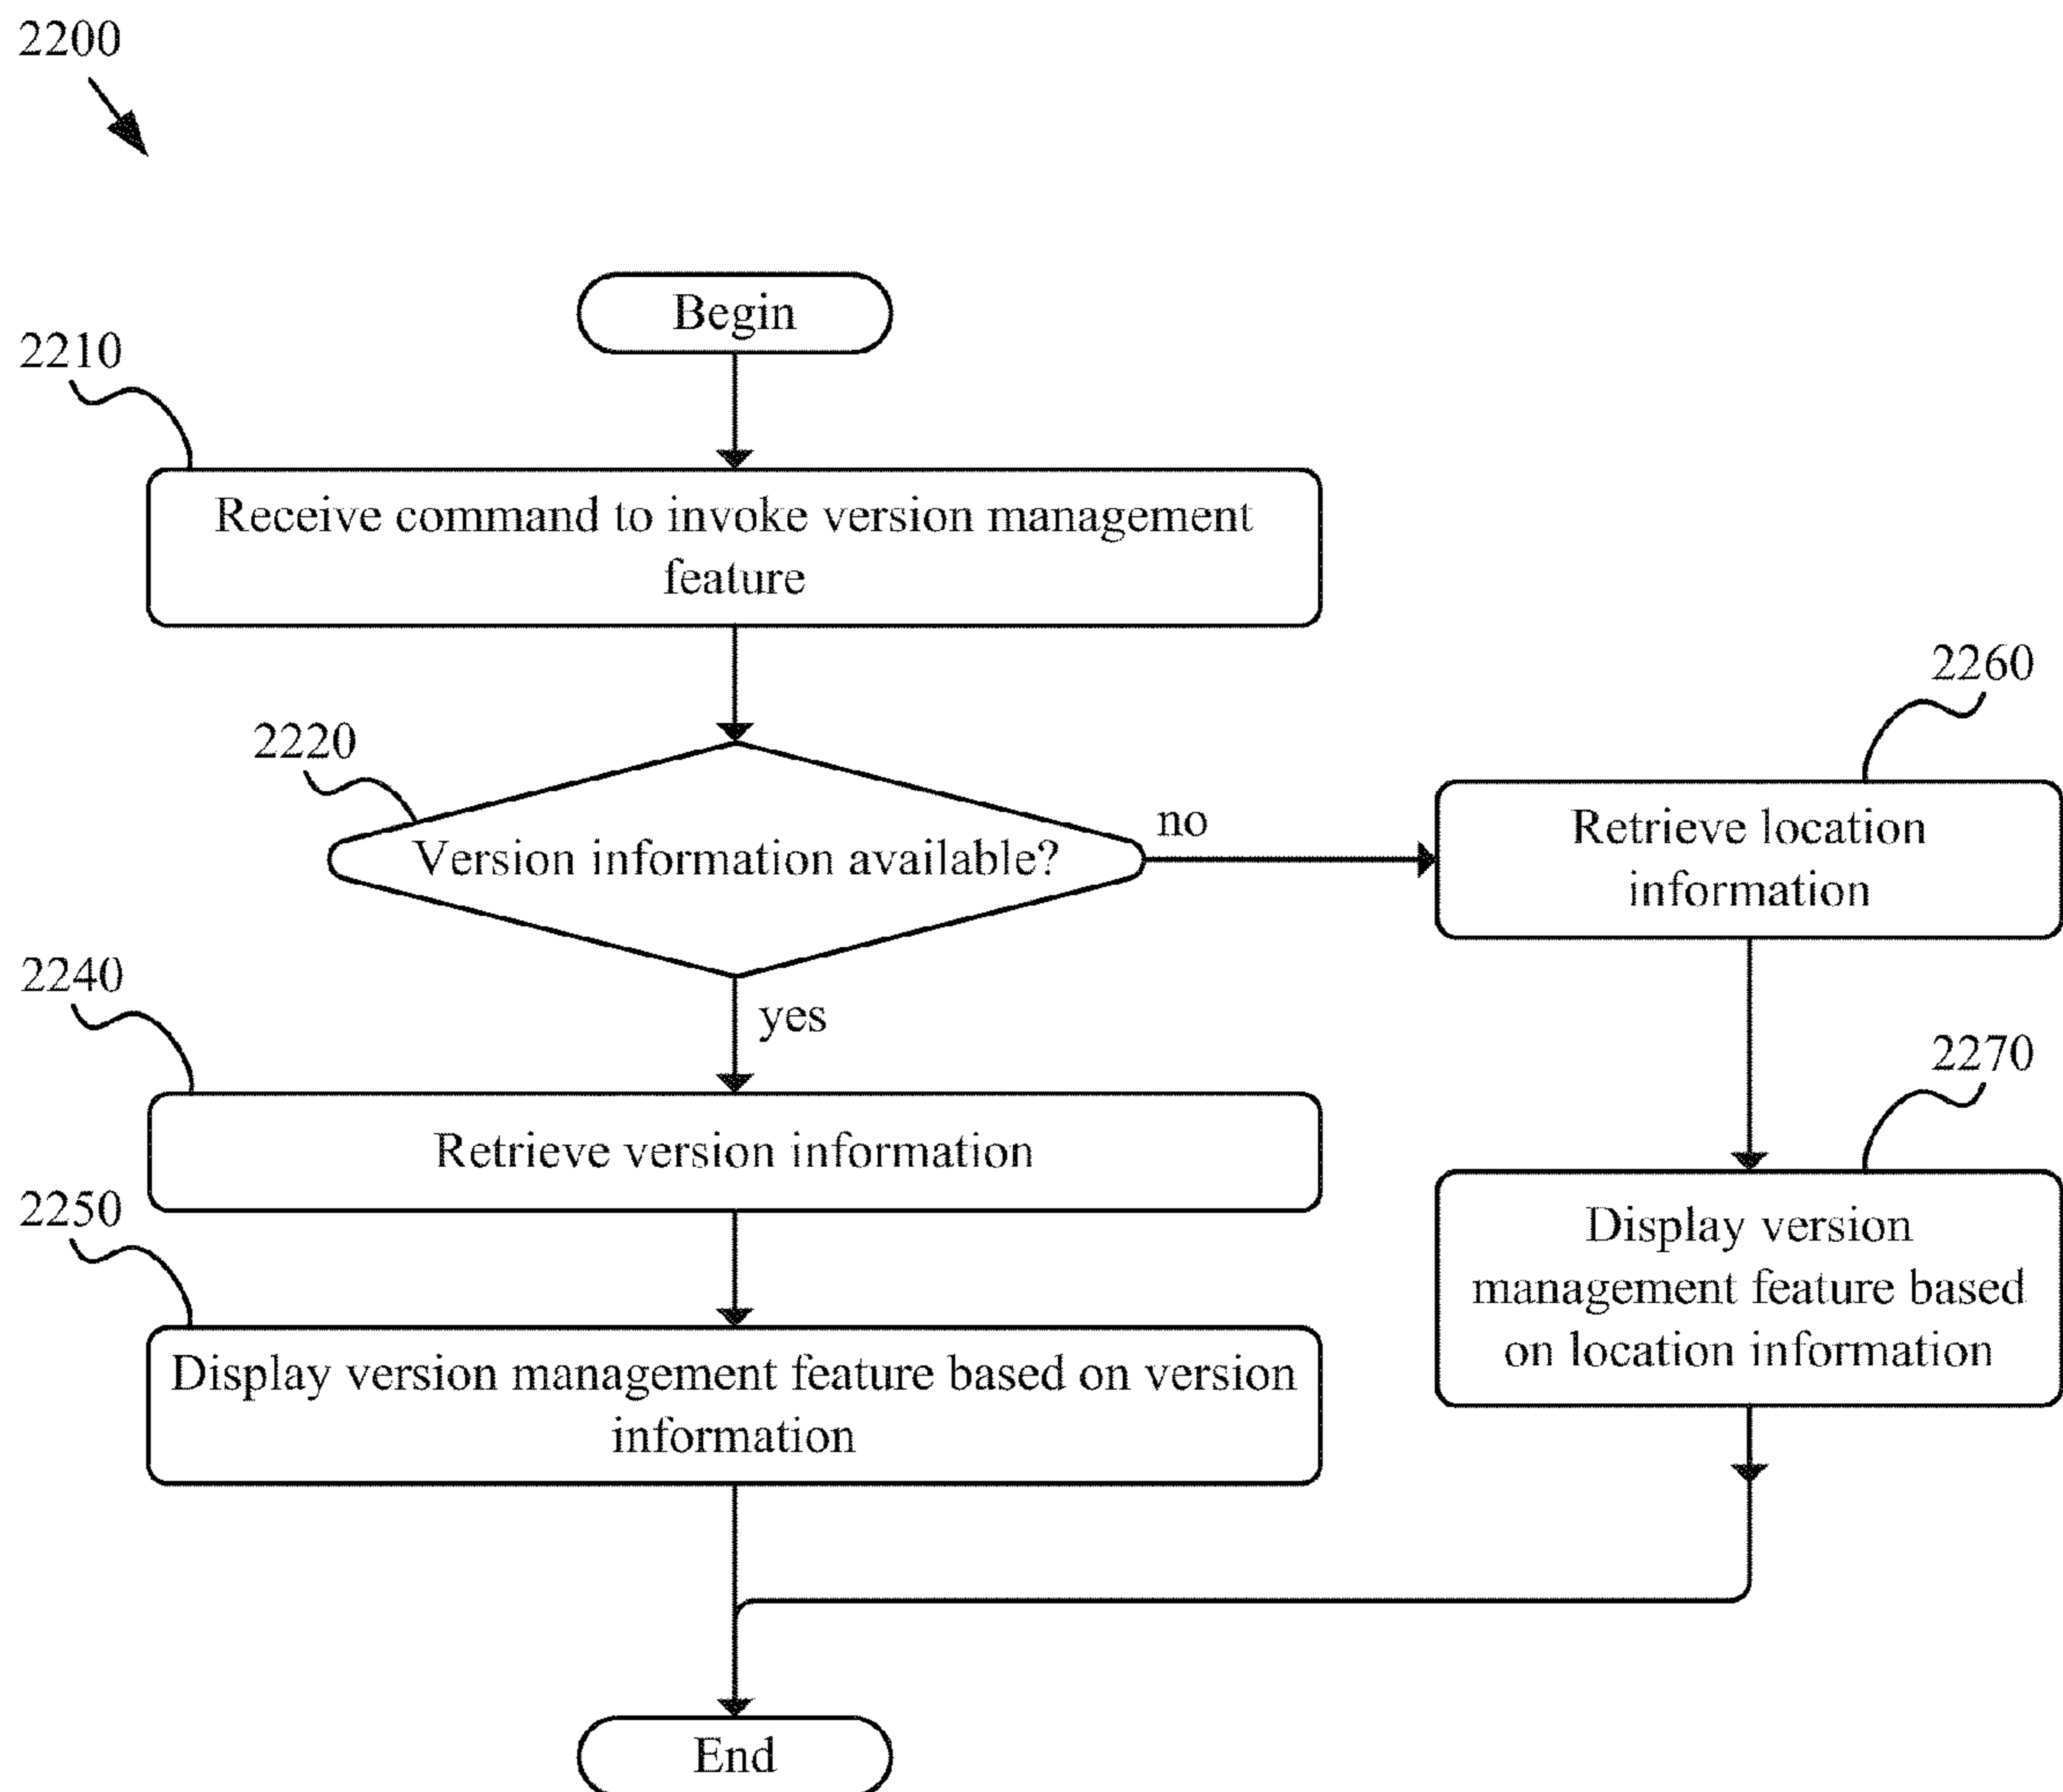 2200
Begin
2210
Receive command to invoke version management
feature
2220
Version information available?
no
2260
Retrieve location
information
yes
2240
Retrieve version information
2250
Display version management feature based on version
information
2270
Display version
management feature based
on location information
End